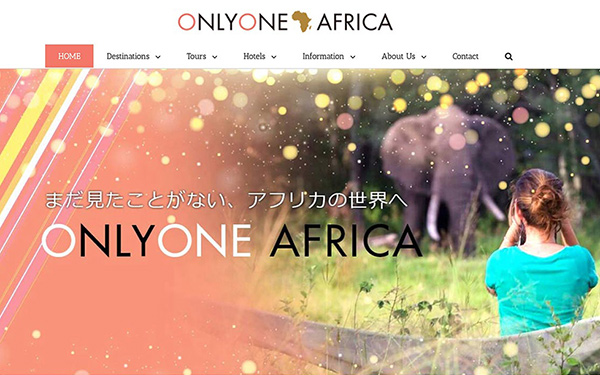 ONLYONE AFRICA
HOME Destinations Tours Hotels Information About Us Contact
まだ見たことがない、アフリカの世界へ
ONLYONE AFRICA